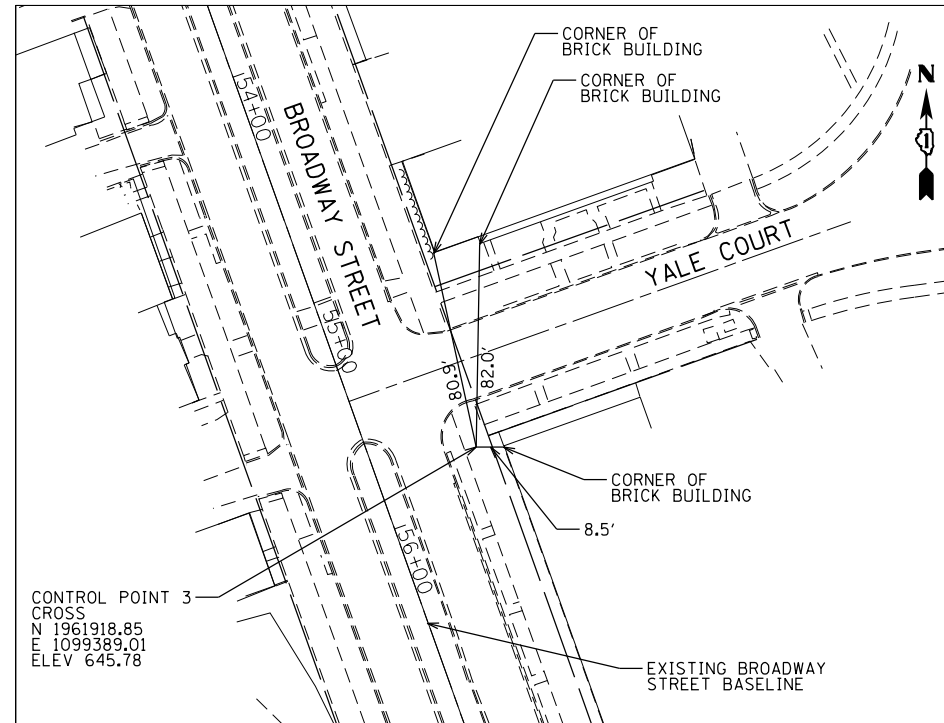 CORNER OF
BRICK BUILDING
CORNER OF
BRICK BUILDING
N
1
154+00
BROADWAY STREET
YALE COURT
155+00
80.9'
82.0'
CORNER OF
BRICK BUILDING
8.5'
156+00
CONTROL POINT 3
CROSS
N 1961918.85
E 1099389.01
ELEV 645.78
EXISTING BROADWAY
STREET BASELINE